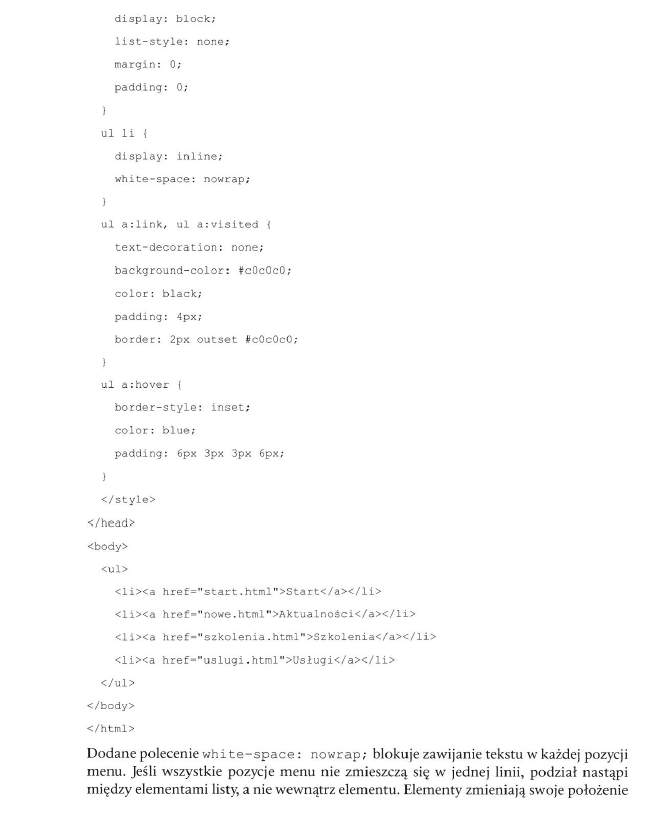 display: block;
list-style: none;
margin: 0;
padding: 0;
}
ul li {
display: inline;
white-space: nowrap;
}
ul a:link, ul a:visited {
text-decoration: none;
background-color: #c0c0c0;
color: black;
padding: 4px;
border: 2px outset #c0c0c0;
}
ul a:hover {
border-style: inset;
color: blue;
padding: 6px 3px 3px 6px;
}
</style>
</head>
<body>
<ul>
<li><a href="start.html">Start</a></li>
<li><a href="nowe.html">Aktualności</a></li>
<li><a href="szkolenia.html">Szkolenia</a></li>
<li><a href="uslugi.html">Usługi</a></li>
</ul>
</body>
</html>
Dodane polecenie white-space: nowrap; blokuje zawijanie tekstu w każdej pozycji
menu. Jeśli wszystkie pozycje menu nie zmieszczą się w jednej linii, podział nastąpi
między elementami listy, a nie wewnątrz elementu. Elementy zmieniają swoje położenie